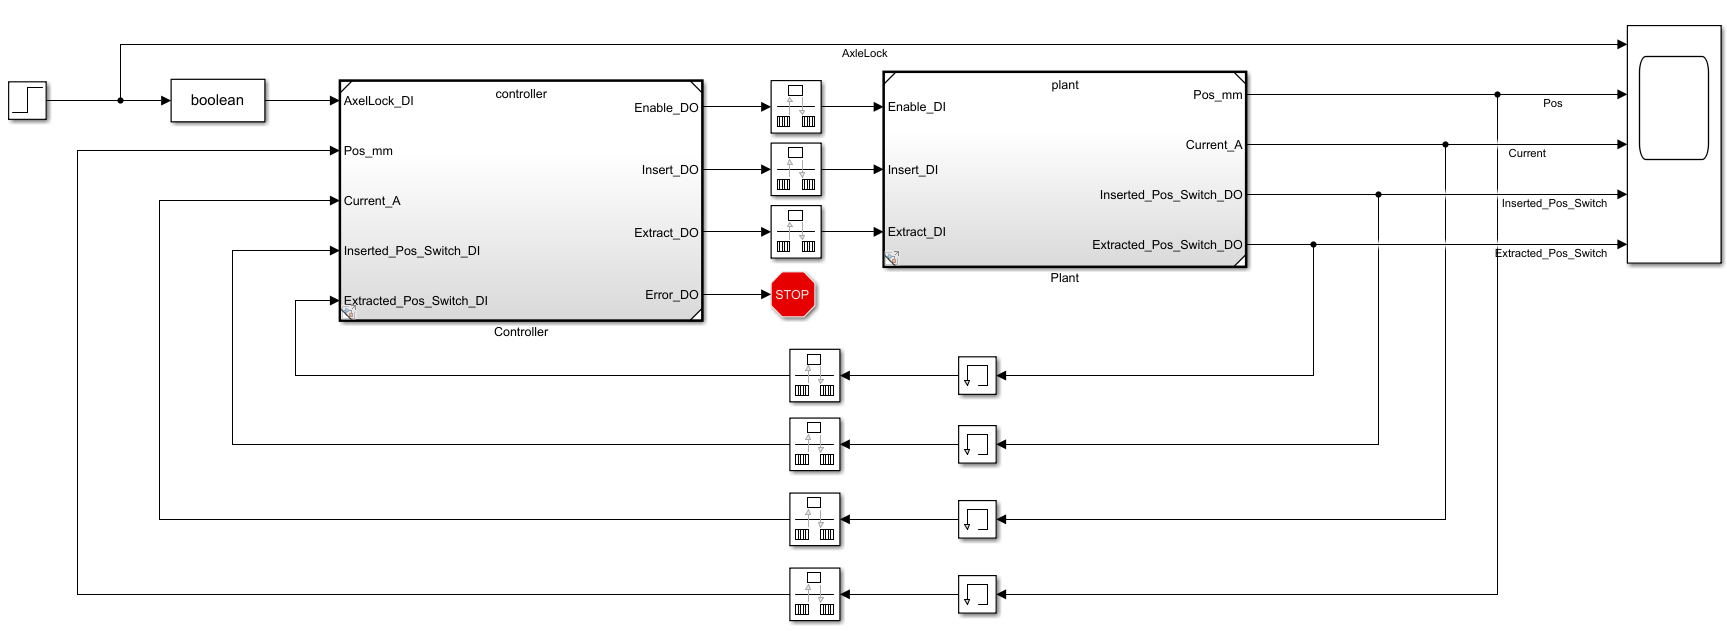 AxleLock
boolean
controller
AxelLock_DI
Pos_mm
Current_A
Inserted_Pos_Switch_DI
Extracted_Pos_Switch_DI
Enable_DO
Insert_DO
Extract_DO
Error_DO
Controller
STOP
plant
Enable_DI
Insert_DI
Extract_DI
Pos_mm
Current_A
Inserted_Pos_Switch_DO
Extracted_Pos_Switch_DO
Plant
Pos
Current
Inserted_Pos_Switch
Extracted_Pos_Switch